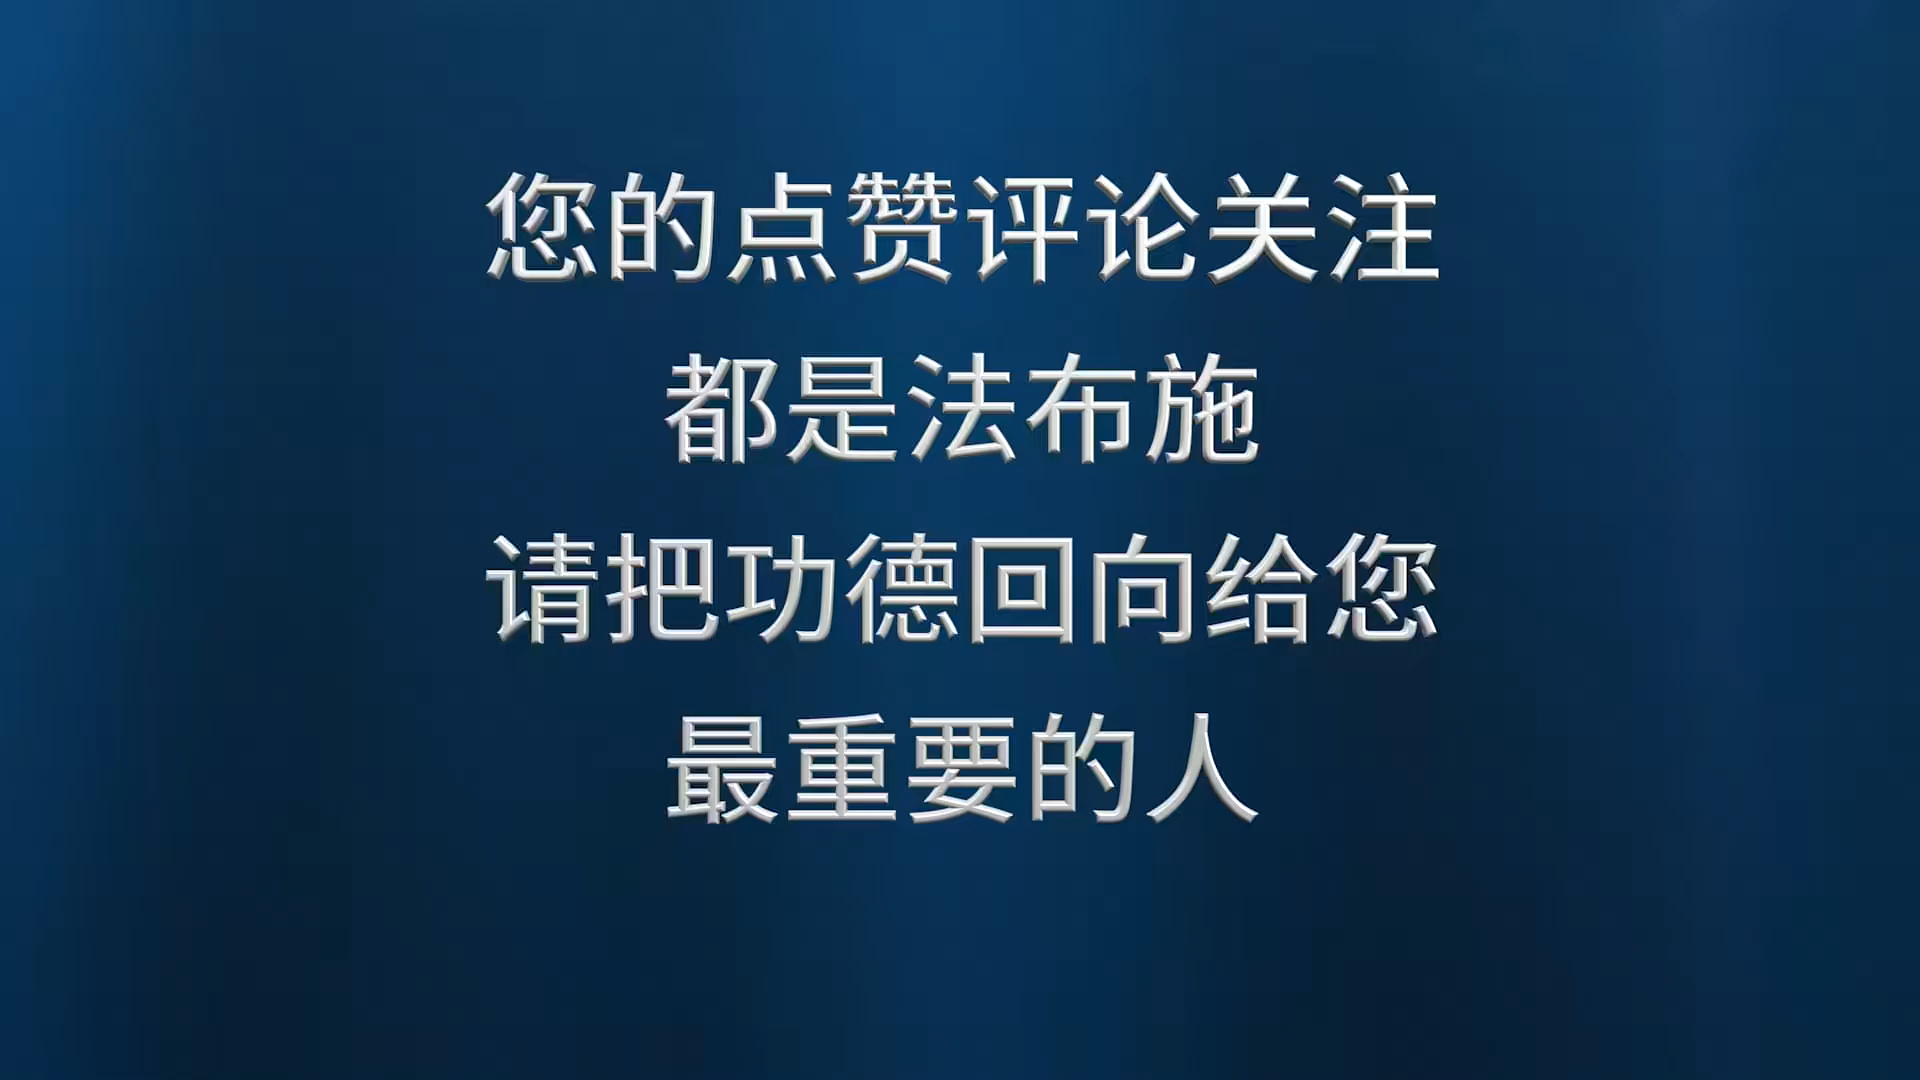 您的点赞评论关注
都是法布施
请把功德回向给您
最重要的人